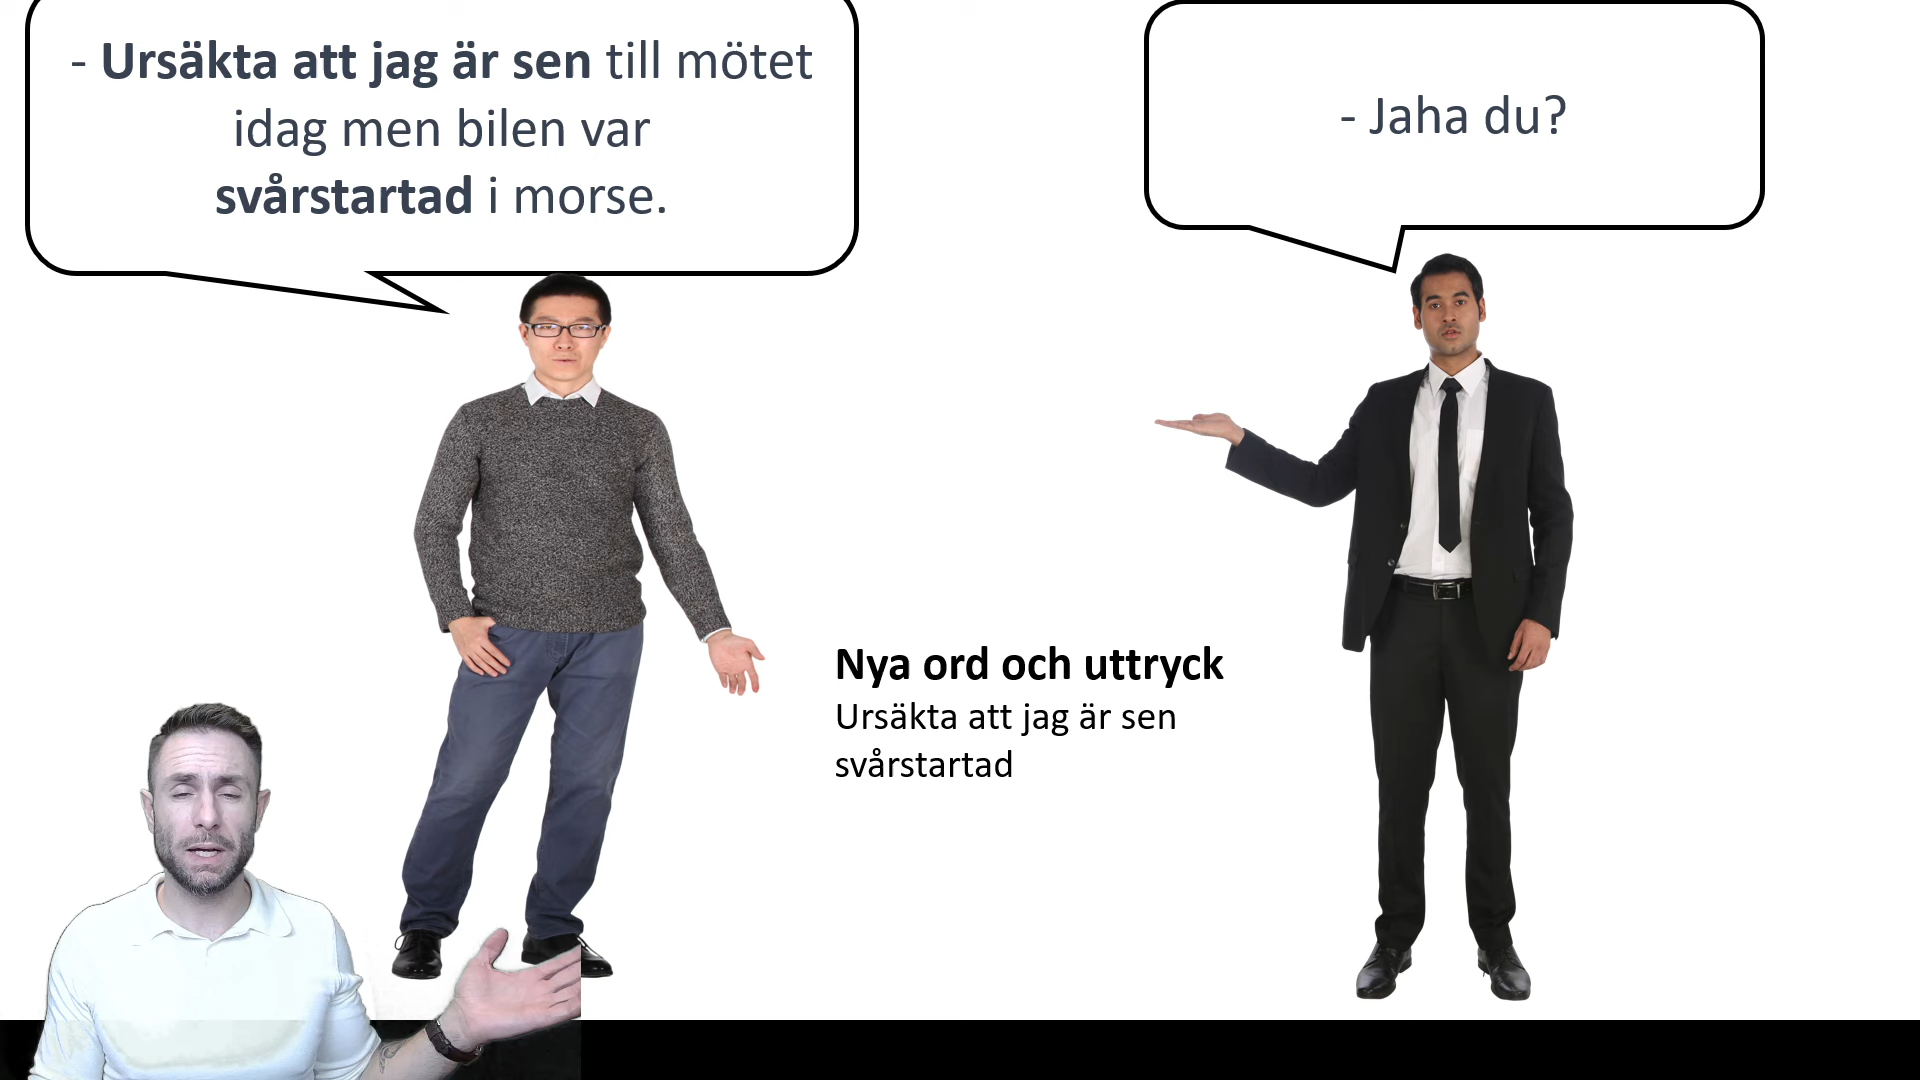 - Ursäkta att jag är sen till mötet
idag men bilen var
svårstartad i morse.
- Jaha du?
Nya ord och uttryck
Ursäkta att jag är sen
svårstartad